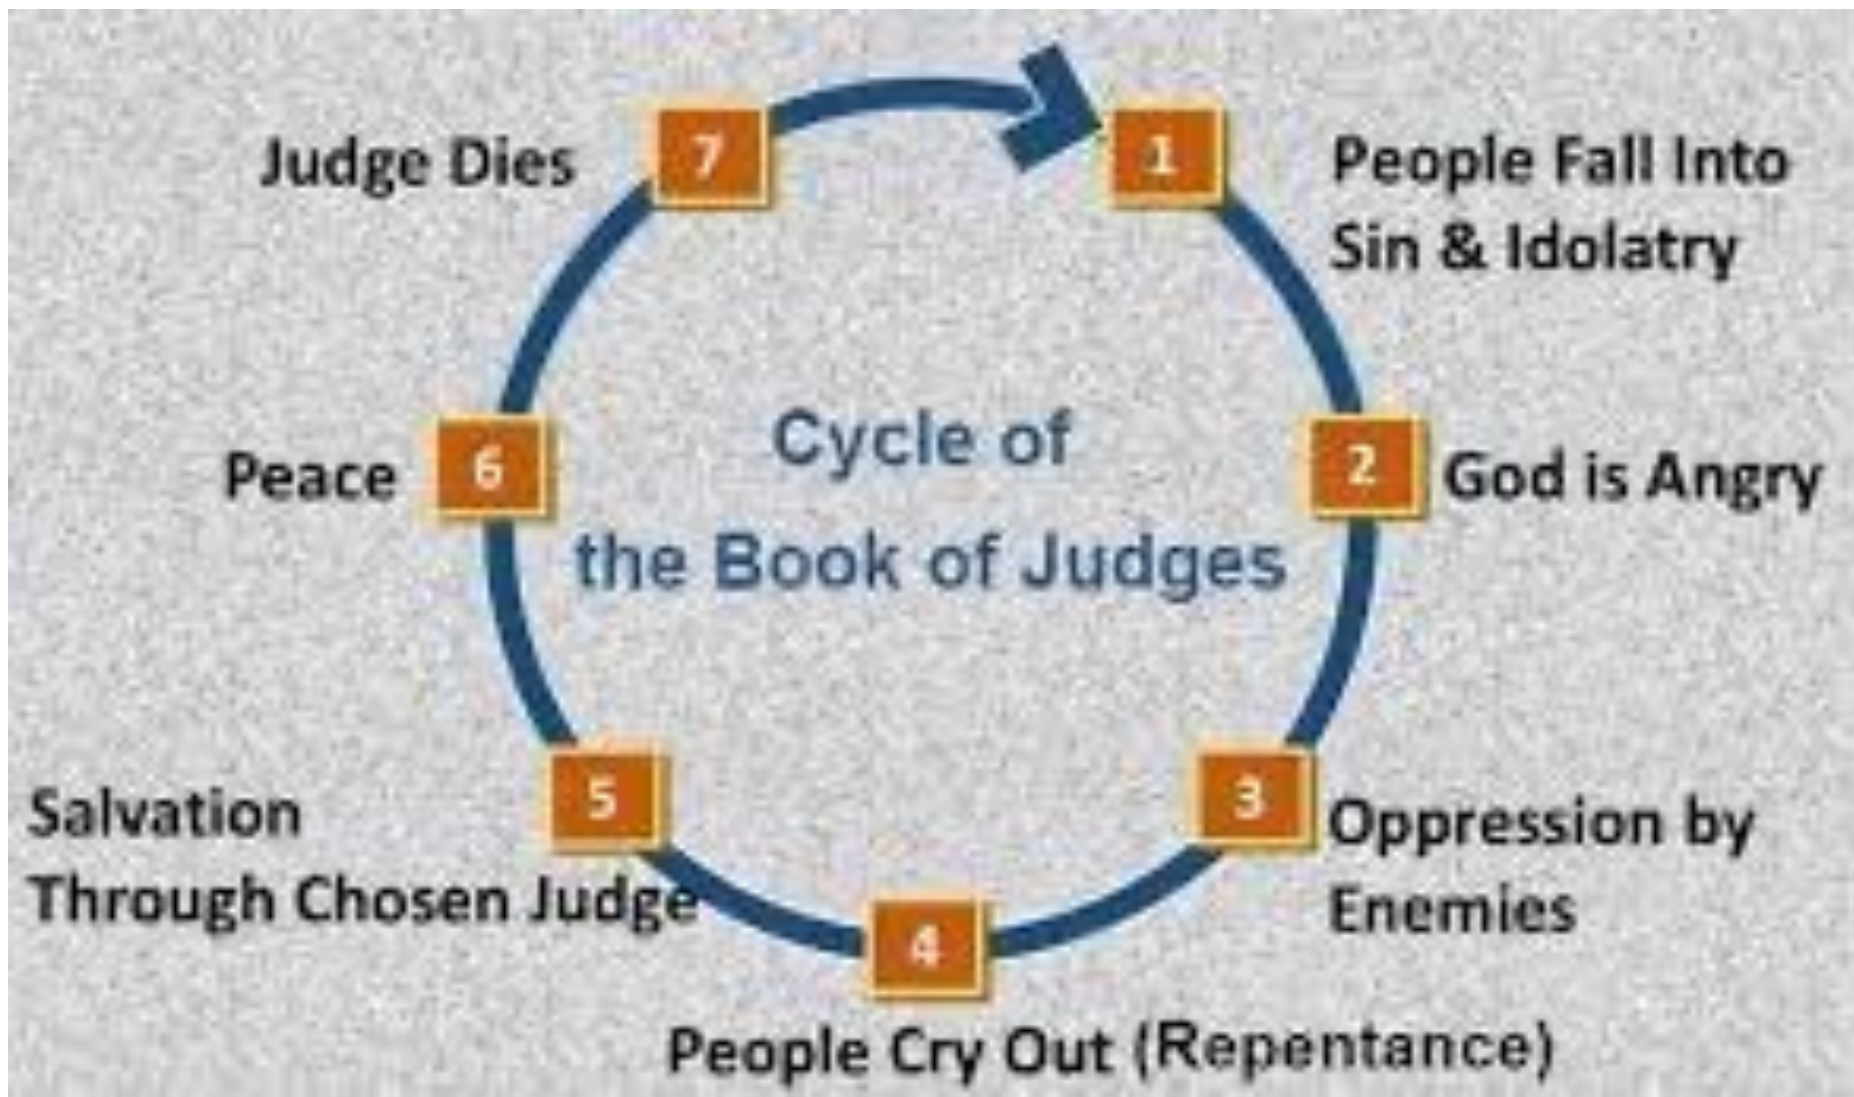 Cycle of
the Book of Judges
1
People Fall Into
Sin & Idolatry
2
God is Angry
3
Oppression by
Enemies
4
People Cry Out (Repentance)
5
Salvation
Through Chosen Judge
6
Peace
7
Judge Dies